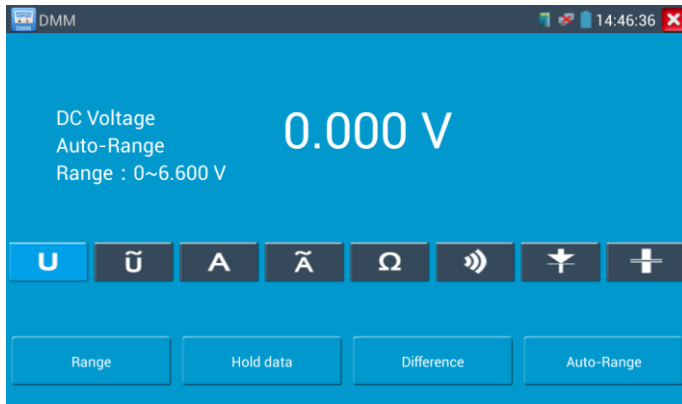 DMM
DMM
14:46:36
DC Voltage
Auto-Range
Range : 0~6.600 V
0.000 V
U Ũ A Ã Ω
Range
Hold data
Difference
Auto-Range